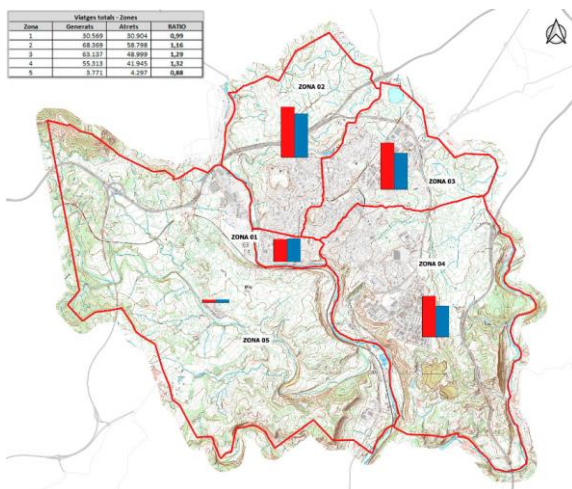 Viatges totals - Zones
Zona Generats Atrets RATIO
1 30.569 30.904 0,99
2 68.369 58.798 1,16
3 63.137 48.999 1,29
4 55.313 41.945 1,32
5 3.771 4.297 0,88
ZONA 02
ZONA 03
ZONA 01
ZONA 04
ZONA 05